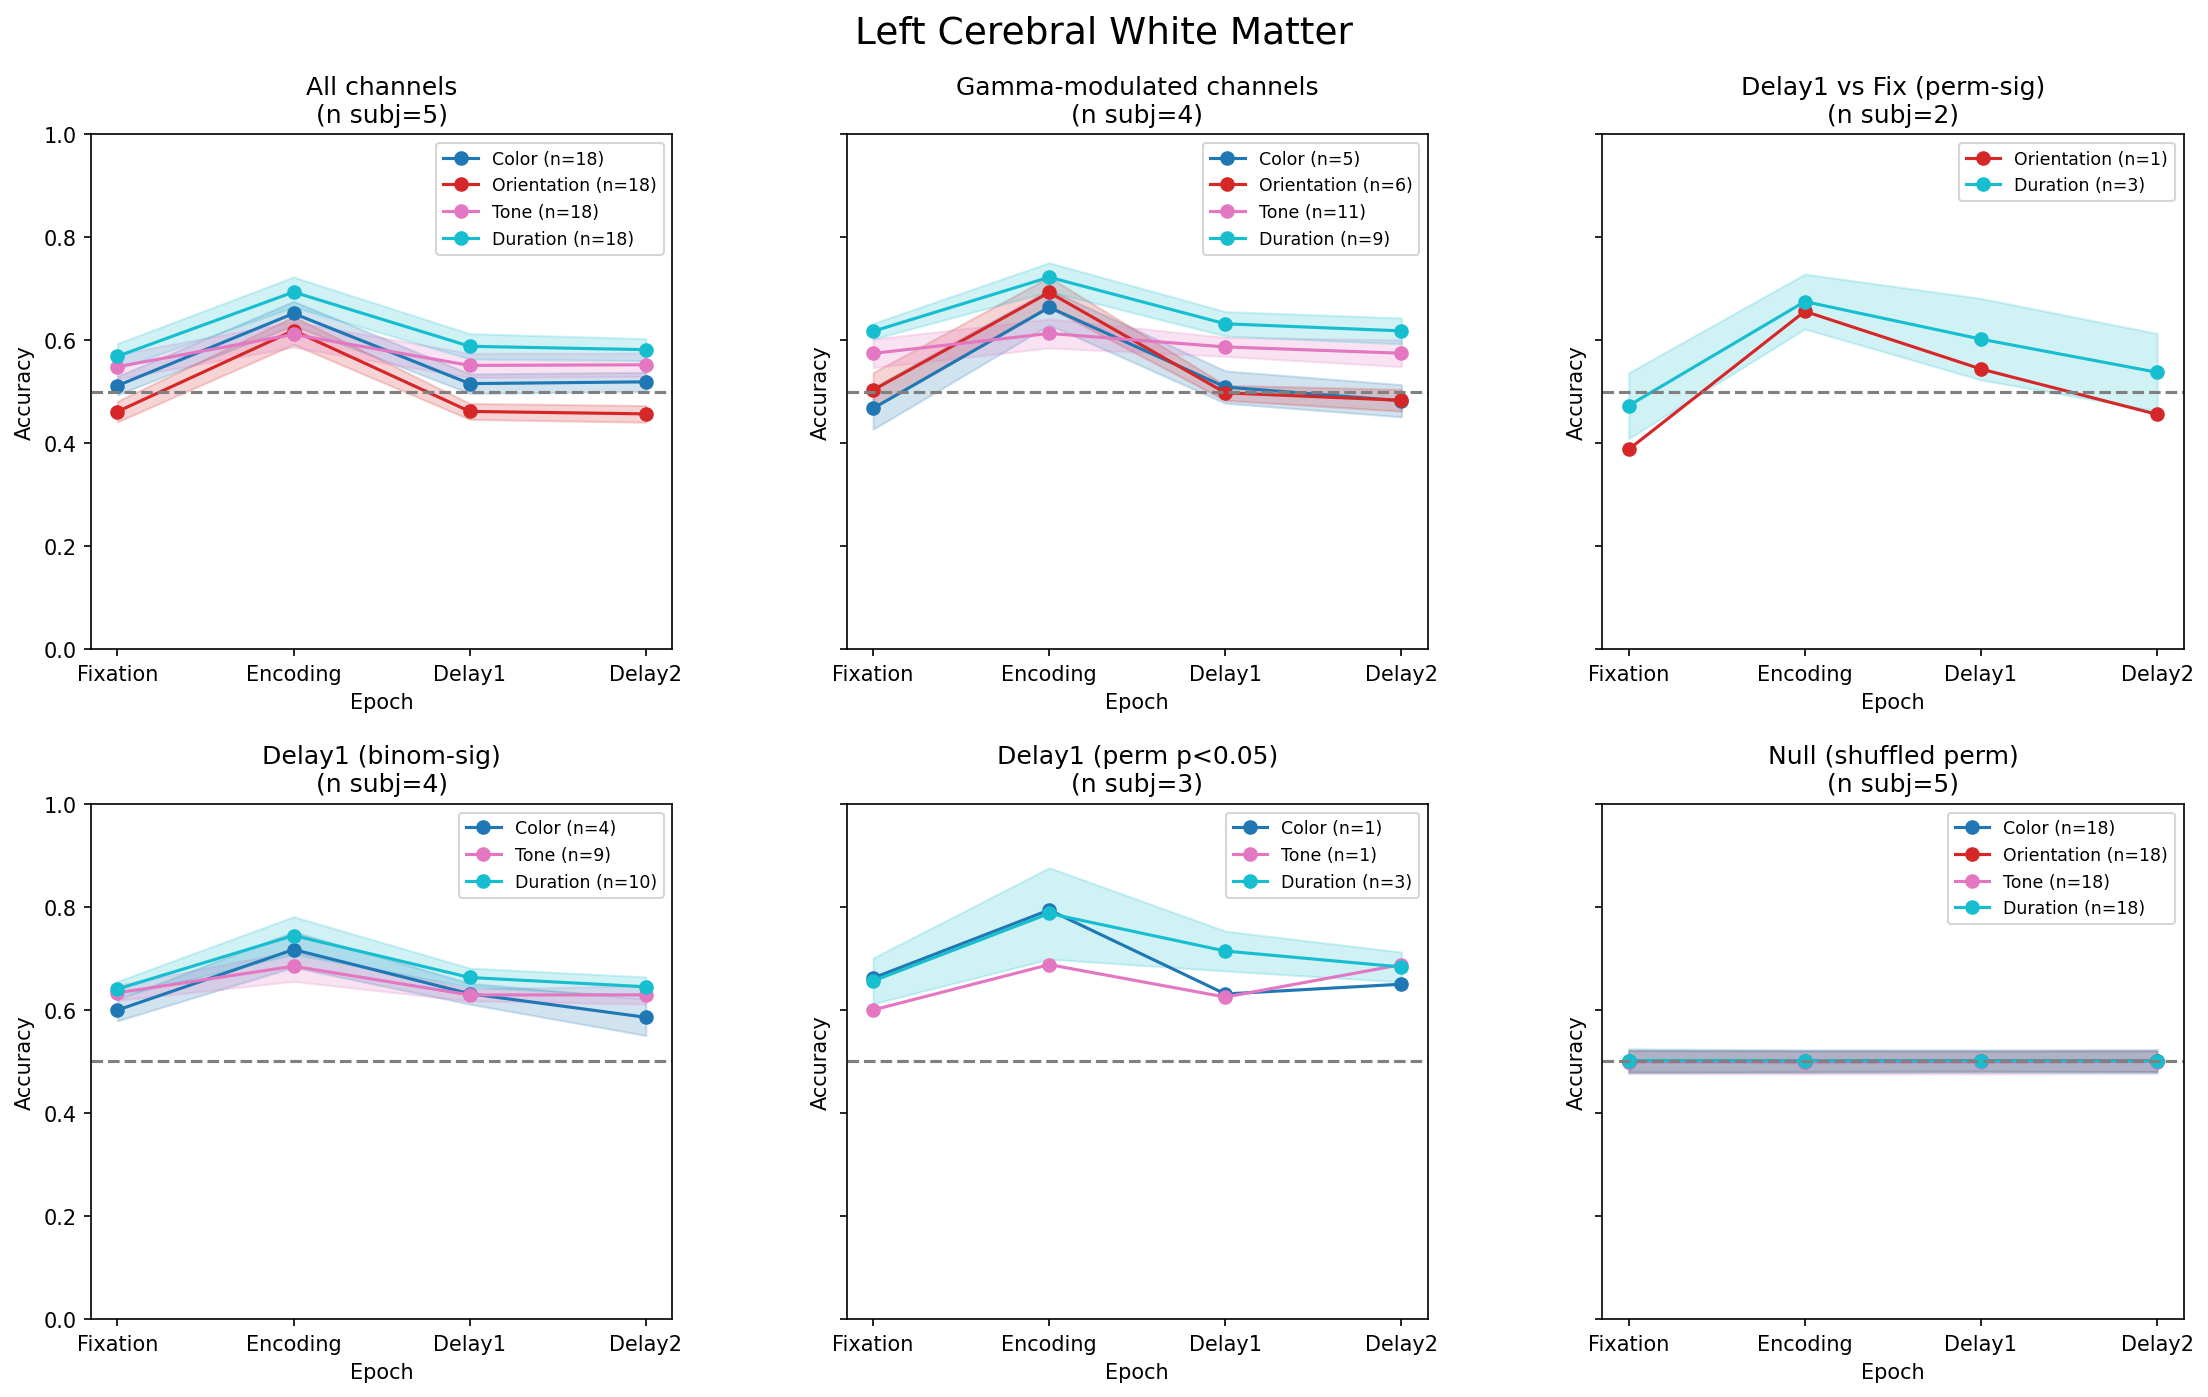 Left Cerebral White Matter
All channels
(n subj=5)
Accuracy
1.0
0.8
0.6
0.4
0.2
0.0
Color (n=18)
Orientation (n=18)
Tone (n=18)
Duration (n=18)
Fixation Encoding Delay1 Delay2
Epoch
Gamma-modulated channels
(n subj=4)
Accuracy
Color (n=5)
Orientation (n=6)
Tone (n=11)
Duration (n=9)
Fixation Encoding Delay1 Delay2
Epoch
Delay1 vs Fix (perm-sig)
(n subj=2)
Accuracy
Orientation (n=1)
Duration (n=3)
Fixation Encoding Delay1 Delay2
Epoch
Delay1 (binom-sig)
(n subj=4)
Accuracy
1.0
0.8
0.6
0.4
0.2
0.0
Color (n=4)
Tone (n=9)
Duration (n=10)
Fixation Encoding Delay1 Delay2
Epoch
Delay1 (perm p<0.05)
(n subj=3)
Accuracy
Color (n=1)
Tone (n=1)
Duration (n=3)
Fixation Encoding Delay1 Delay2
Epoch
Null (shuffled perm)
(n subj=5)
Accuracy
Color (n=18)
Orientation (n=18)
Tone (n=18)
Duration (n=18)
Fixation Encoding Delay1 Delay2
Epoch